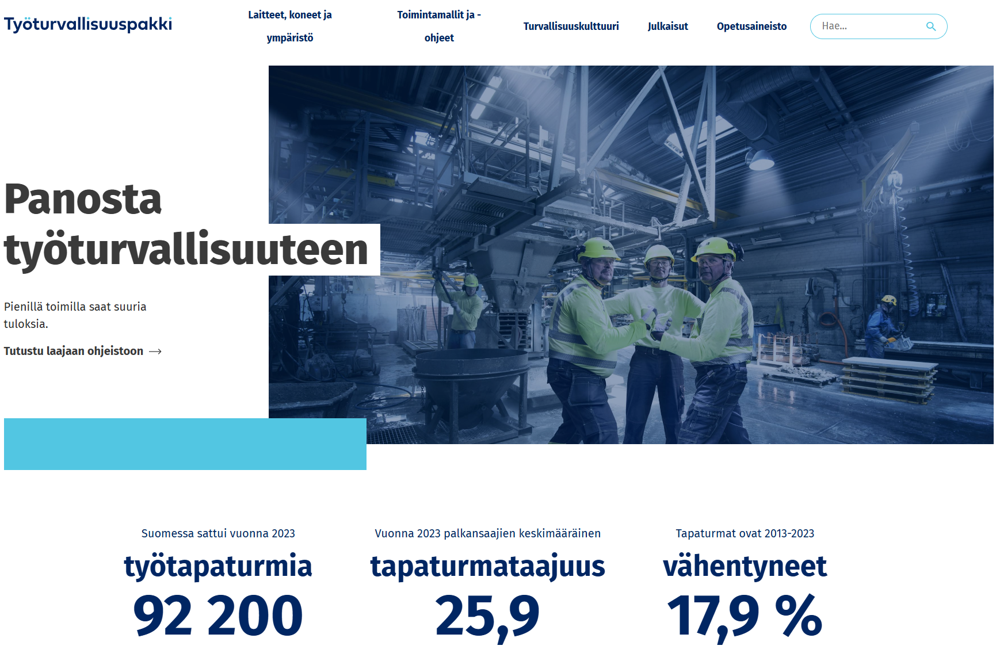 Työturvallisuuspakki
Laitteet, koneet ja
ympäristö
Toimintamallit ja -
ohjeet
Turvallisuuskulttuuri
Julkaisut
Opetusaineisto
Hae...
Panosta
työturvallisuuteen
Pienillä toimilla saat suuria
tuloksia.
Tutustu laajaan ohjeistoon
Suomessa sattui vuonna 2023
työtapaturmia
92 200
Vuonna 2023 palkansaajien keskimääräinen
tapaturmataajuus
25,9
Tapaturmat ovat 2013-2023
vähentyneet
17,9 %